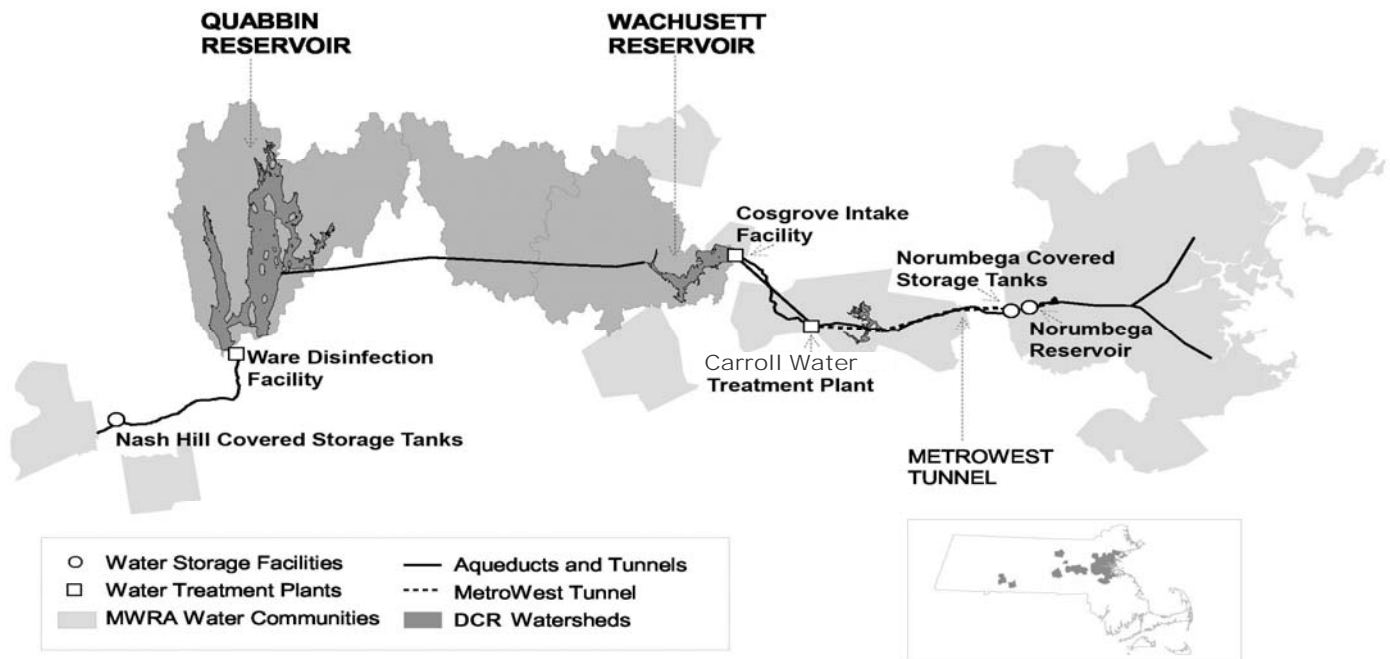 QUABBIN
RESERVOIR
WACHUSETT
RESERVOIR
Cosgrove Intake
Facility
Norumbega Covered
Storage Tanks
Norumbega
Reservoir
Ware Disinfection
Facility
Carroll Water
Treatment Plant
Nash Hill Covered Storage Tanks
METROWEST
TUNNEL
Water Storage Facilities
Water Treatment Plants
MWRA Water Communities
Aqueducts and Tunnels
MetroWest Tunnel
DCR Watersheds